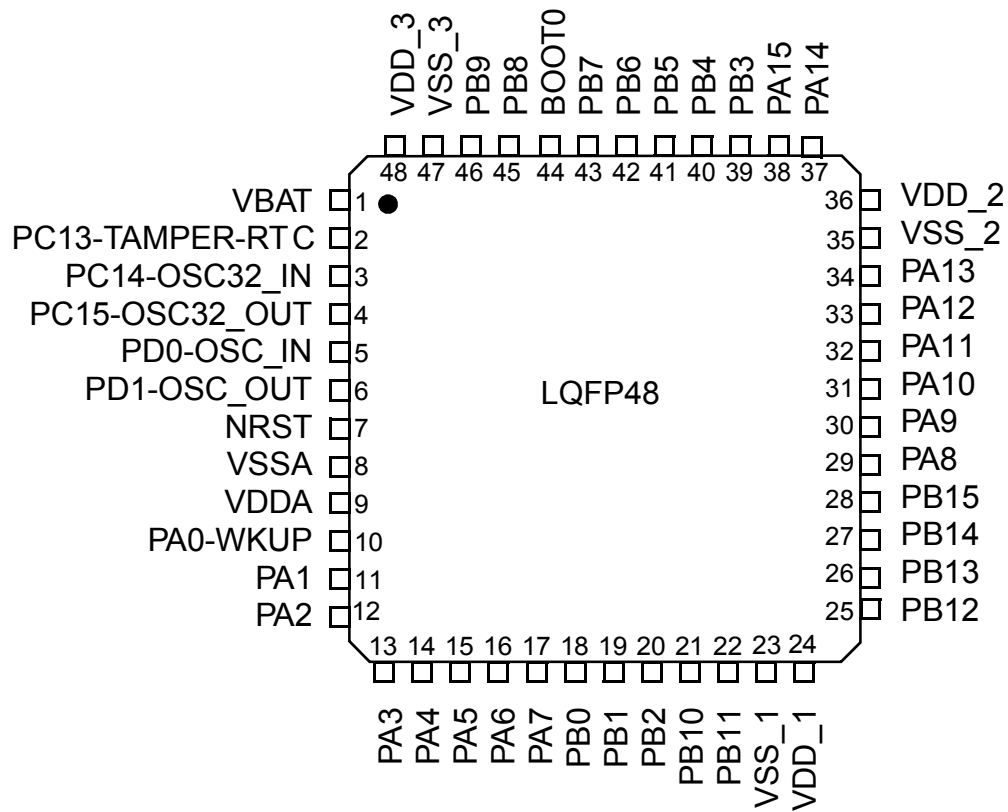 VDD_3
VSS_3
PB9
PB8
BOOT0
PB7
PB6
PB5
PB4
PB3
PA15
PA14
48 47 46 45 44 43 42 41 40 39 38 37
VBAT 1
PC13-TAMPER-RTC 2
PC14-OSC32_IN 3
PC15-OSC32_OUT 4
PD0-OSC_IN 5
PD1-OSC_OUT 6
NRST 7
VSSA 8
VDDA 9
PA0-WKUP 10
PA1 11
PA2 12
LQFP48
36 VDD_2
35 VSS_2
34 PA13
33 PA12
32 PA11
31 PA10
30 PA9
29 PA8
28 PB15
27 PB14
26 PB13
25 PB12
13 14 15 16 17 18 19 20 21 22 23 24
PA3
PA4
PA5
PA6
PA7
PB0
PB1
PB2
PB10
PB11
VSS_1
VDD_1